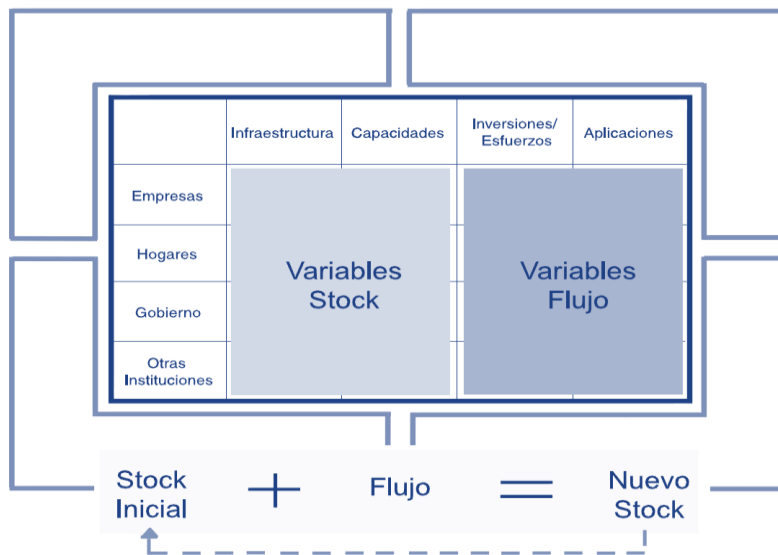 Infraestructura
Capacidades
Inversiones/
Esfuerzos
Aplicaciones
Empresas
Hogares
Gobierno
Otras
Instituciones
Variables
Stock
Variables
Flujo
Stock
Inicial
+
Flujo
=
Nuevo
Stock